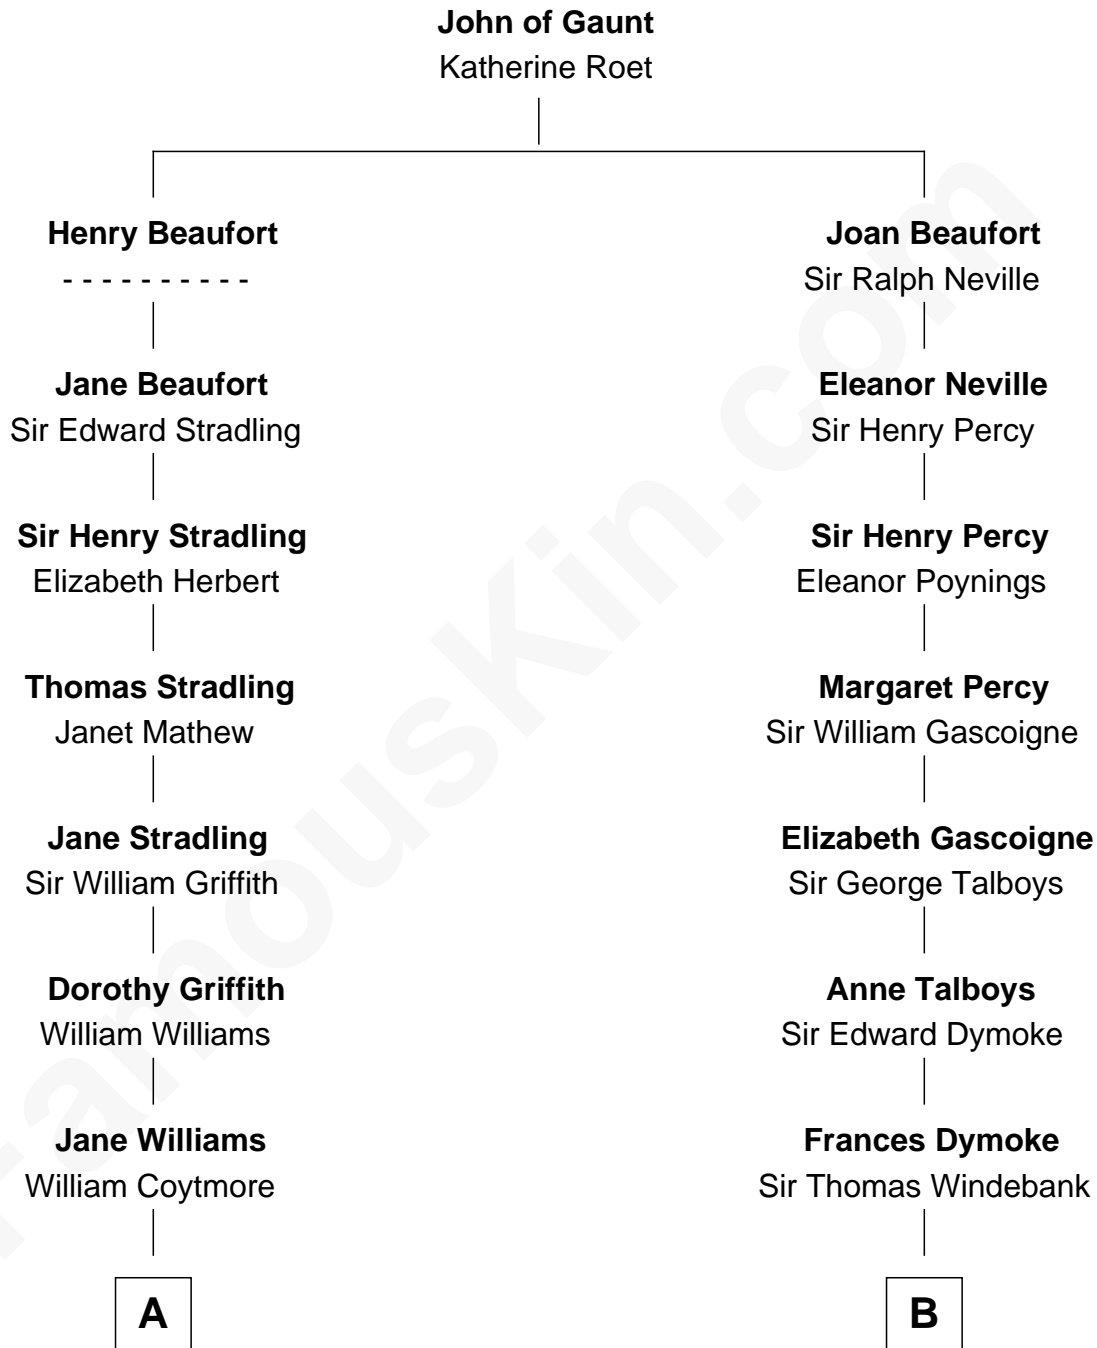 John of Gaunt
Katherine Roet
Henry Beaufort
- - - - - - - - - -
Joan Beaufort
Sir Ralph Neville
Jane Beaufort
Sir Edward Stradling
Eleanor Neville
Sir Henry Percy
Sir Henry Stradling
Elizabeth Herbert
Sir Henry Percy
Eleanor Poynings
Thomas Stradling
Janet Mathew
Margaret Percy
Sir William Gascoigne
Jane Stradling
Sir William Griffith
Elizabeth Gascoigne
Sir George Talboys
Dorothy Griffith
William Williams
Anne Talboys
Sir Edward Dymoke
Jane Williams
William Coytmore
Frances Dymoke
Sir Thomas Windebank
A
B
FamousKin.com